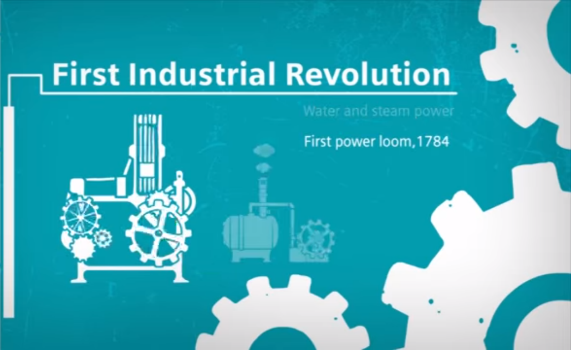 First Industrial Revolution
Water and steam power
First power loom,1784